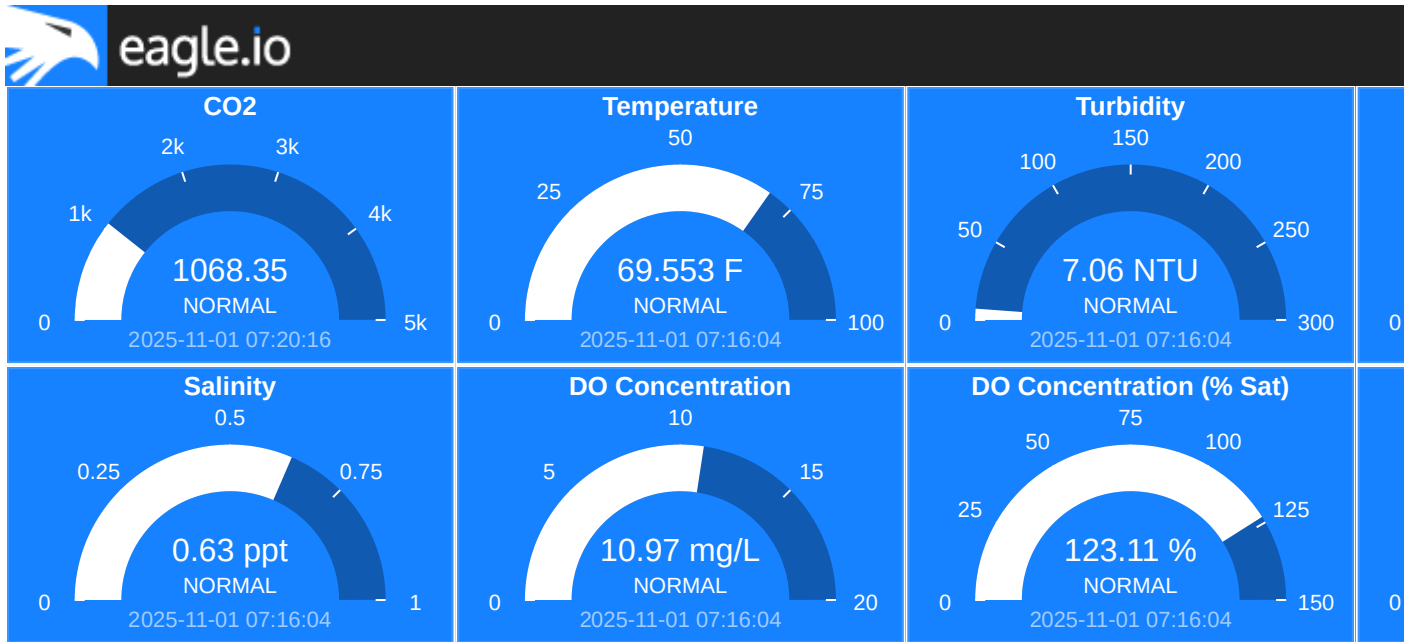 eagle.io
CO2
2k
3k
1k
4k
1068.35
NORMAL
0
5k
2025-11-01 07:20:16
Temperature
50
25
75
69.553 F
NORMAL
0
100
2025-11-01 07:16:04
Turbidity
150
100
200
50
250
7.06 NTU
NORMAL
0
300
2025-11-01 07:16:04
0
Salinity
0.5
0.25
0.75
0.63 ppt
NORMAL
0
1
2025-11-01 07:16:04
DO Concentration
10
5
15
10.97 mg/L
NORMAL
0
20
2025-11-01 07:16:04
DO Concentration (% Sat)
75
50
100
25
125
123.11 %
NORMAL
0
150
2025-11-01 07:16:04
0